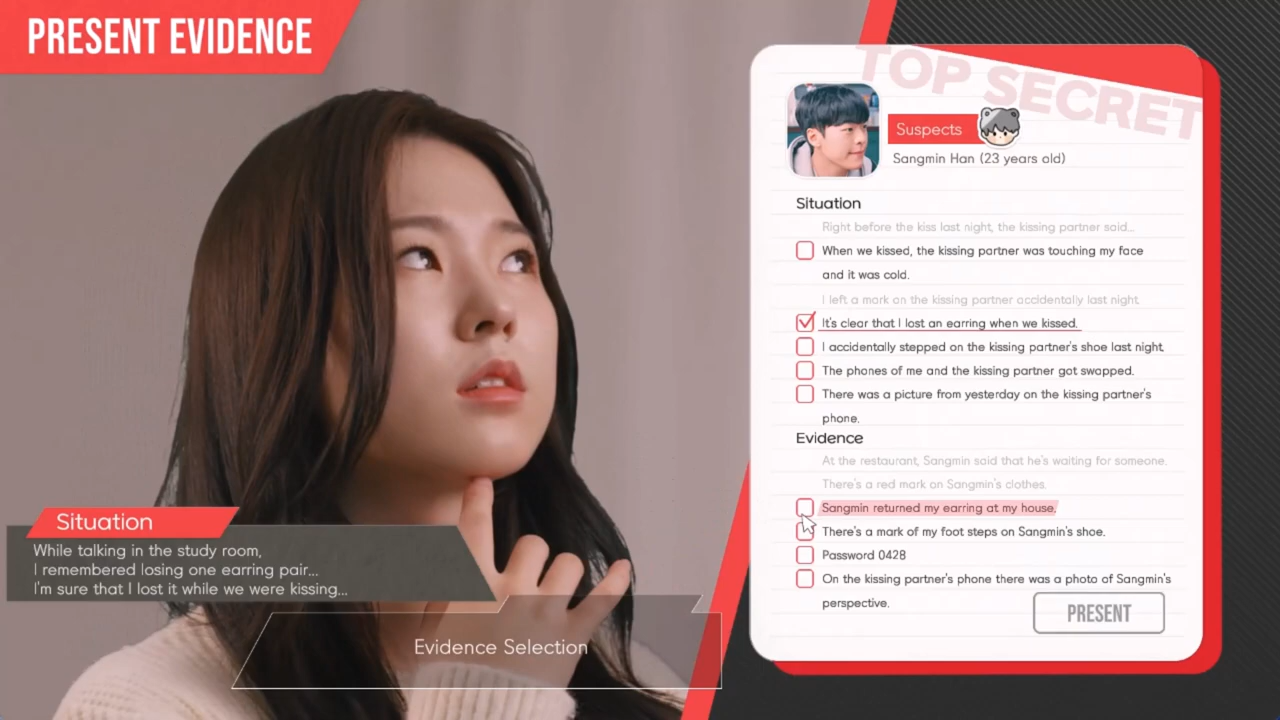 PRESENT EVIDENCE
TOP SECRET
Suspects
Sangmin Han (23 years old)
Situation
Right before the kiss last night, the kissing partner said...
When we kissed, the kissing partner was touching my face
and it was cold.
I left a mark on the kissing partner accidentally last night.
It's clear that I lost an earring when we kissed.
I accidentally stepped on the kissing partner's shoe last night.
The phones of me and the kissing partner got swapped.
There was a picture from yesterday on the kissing partner's
phone.
Evidence
At the restaurant, Sangmin said that he's waiting for someone.
There's a red mark on Sangmin's clothes.
Sangmin returned my earring at my house.
There's a mark of my foot steps on Sangmin's shoe.
Password 0428
On the kissing partner's phone there was a photo of Sangmin's
perspective.
PRESENT
Situation
While talking in the study room,
I remembered losing one earring pair...
I'm sure that I lost it while we were kissing...
Evidence Selection